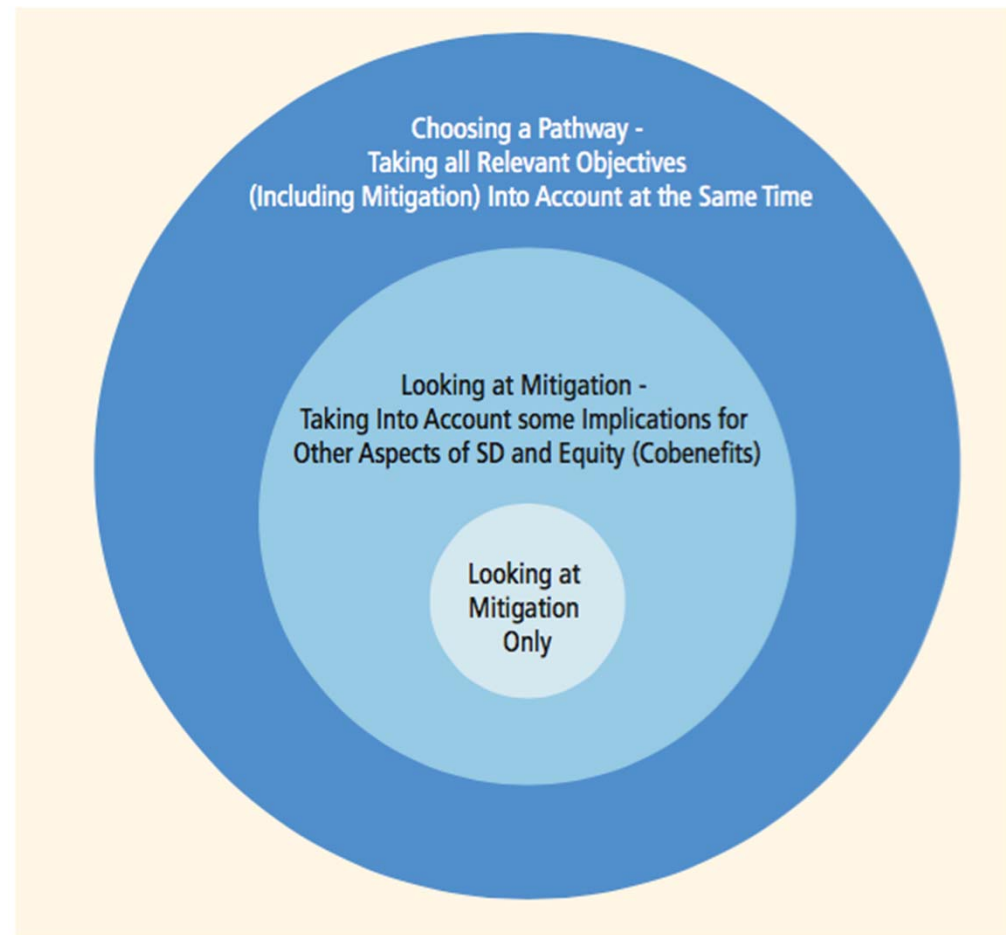 Choosing a Pathway -
Taking all Relevant Objectives
(Including Mitigation) Into Account at the Same Time
Looking at Mitigation -
Taking Into Account some Implications for
Other Aspects of SD and Equity (Cobenefits)
Looking at
Mitigation
Only